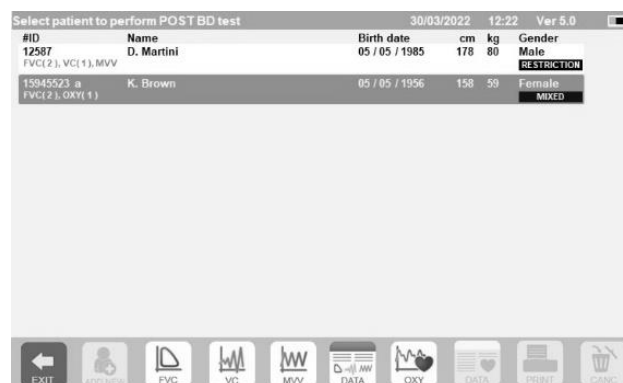 Select patient to perform POST BD test 30/03/2022 12:22 Ver 5.0
#ID Name Birth date cm kg Gender
12587 D. Martini 05 / 05 / 1985 178 80 Male
FVC( 2 ), VC( 1 ), MVV RESTRICTION
15945523 a K. Brown 05 / 05 / 1956 158 59 Female
FVC( 2 ), OXY( 1 ) MIXED
EXIT ADD NEW FVC VC MVV DATA OXY DATA PRINT CANC